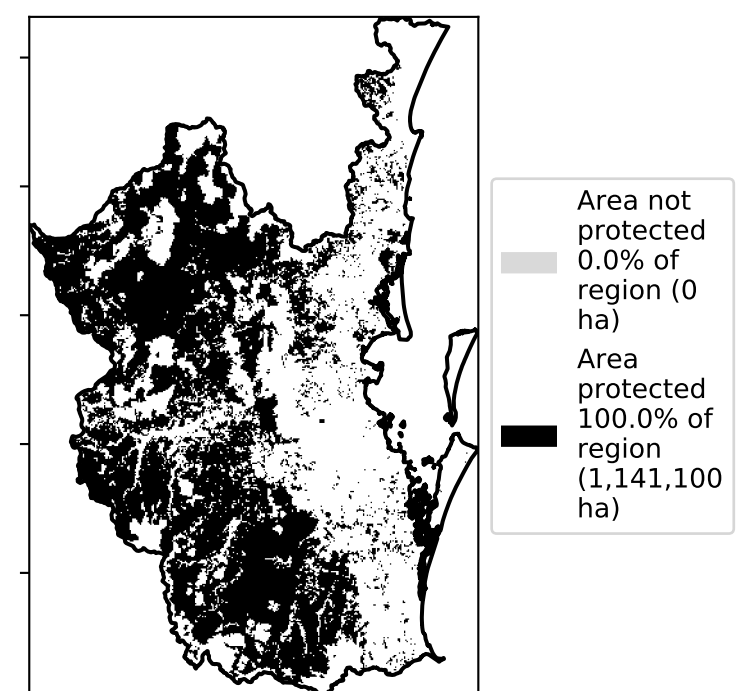 Area not
protected
0.0% of
region (0
ha)
Area
protected
100.0% of
region
(1,141,100
ha)